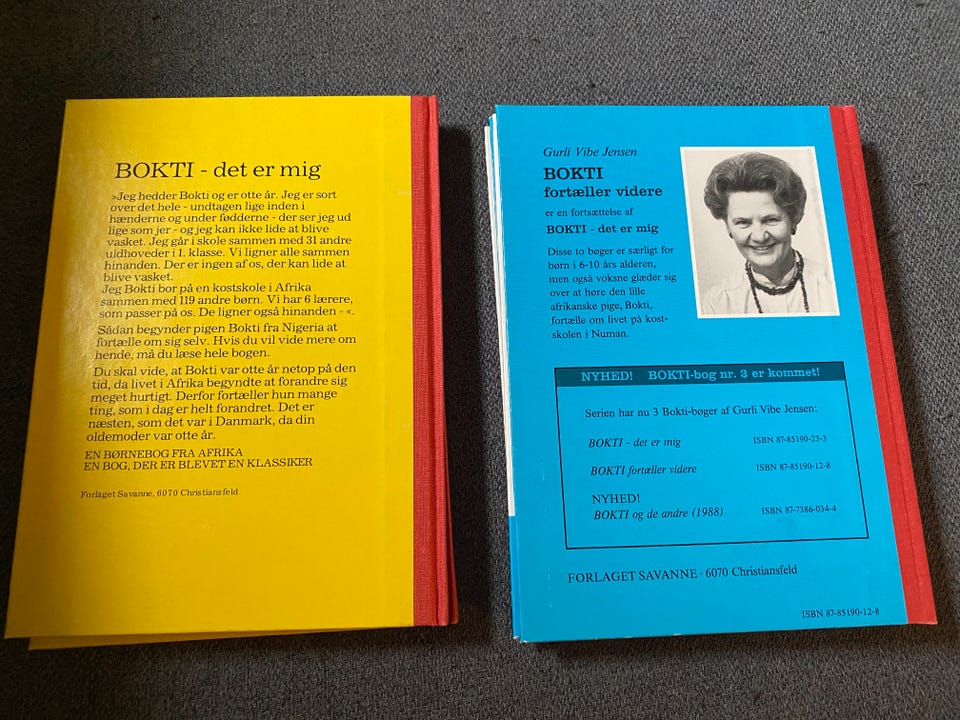 BOKTI - det er mig
»Jeg hedder Bokti og er otte år. Jeg er sort
over det hele - undtagen lige inden i
hænderne og under fødderne - der ser jeg ud
lige som jer - og jeg kan ikke lide at blive
vasket. Jeg går i skole sammen med 31 andre
uldhoveder i 1. klasse. Vi ligner alle sammen
hinanden. Der er ingen af os, der kan lide at
blive vasket.
Jeg Bokti bor på en kostskole i Afrika
sammen med 119 andre børn. Vi har 6 lærere,
som passer på os. De ligner også hinanden - «.
Sådan begynder pigen Bokti fra Nigeria at
fortælle om sig selv. Hvis du vil vide mere om
hende, må du læse hele bogen.
Du skal vide, at Bokti var otte år netop på den
tid, da livet i Afrika begyndte at forandre sig
meget hurtigt. Derfor fortæller hun mange
ting, som i dag er helt forandret. Det er
næsten, som det var i Danmark, da din
oldemoder var otte år.
EN BØRNEBOG FRA AFRIKA
EN BOG, DER ER BLEVET EN KLASSIKER
Forlaget Savanne, 6070 Christiansfeld
Gurli Vibe Jensen
BOKTI
fortæller videre
er en fortsættelse af
BOKTI - det er mig
Disse to bøger er særligt for
børn i 6-10 års alderen,
men også voksne glæder sig
over at høre den lille
afrikanske pige, Bokti,
fortælle om livet på kost-
skolen i Numan.
NYHED! BOKTI-bog nr. 3 er kommet!
Serien har nu 3 Bokti-bøger af Gurli Vibe Jensen:
BOKTI - det er mig ISBN 87-85190-23-3
BOKTI fortæller videre ISBN 87-85190-12-8
NYHED!
BOKTI og de andre (1988) ISBN 87-7386-034-4
FORLAGET SAVANNE · 6070 Christiansfeld
ISBN 87-85190-12-8